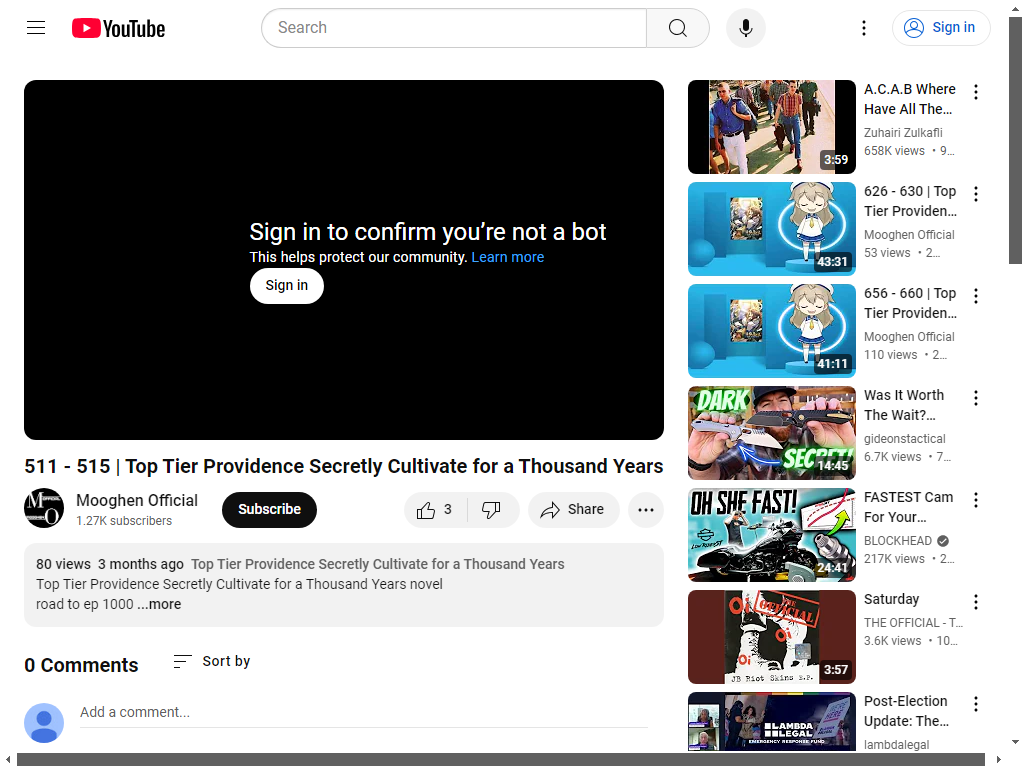 YouTube
Search
Sign in
Sign in to confirm you're not a bot
This helps protect our community. Learn more
Sign in
511 - 515 | Top Tier Providence Secretly Cultivate for a Thousand Years
Mooghen Official
1.27K subscribers
Subscribe
3
Share
80 views 3 months ago Top Tier Providence Secretly Cultivate for a Thousand Years
Top Tier Providence Secretly Cultivate for a Thousand Years novel
road to ep 1000 ...more
0 Comments
Sort by
Add a comment...
3:59
A.C.A.B Where
Have All The...
Zuhairi Zulkafli
658K views • 9...
43:31
626 - 630 | Top
Tier Providen...
Mooghen Official
53 views • 2...
41:11
656 - 660 | Top
Tier Providen...
Mooghen Official
110 views • 2...
DARK
SECRET!
14:45
Was It Worth
The Wait?...
gideonstactical
6.7K views • 7...
OH SHE FAST!
24:41
FASTEST Cam
For Your...
BLOCKHEAD
217K views • 2...
Oi
THE
OFFICIAL
Oi
Oi
JB Riot Skins E.P.
3:57
Saturday
THE OFFICIAL - T...
3.6K views • 10...
LAMBDA
LEGAL
EMERGENCY RESPONSE FUND
Post-Election
Update: The...
lambdalegal